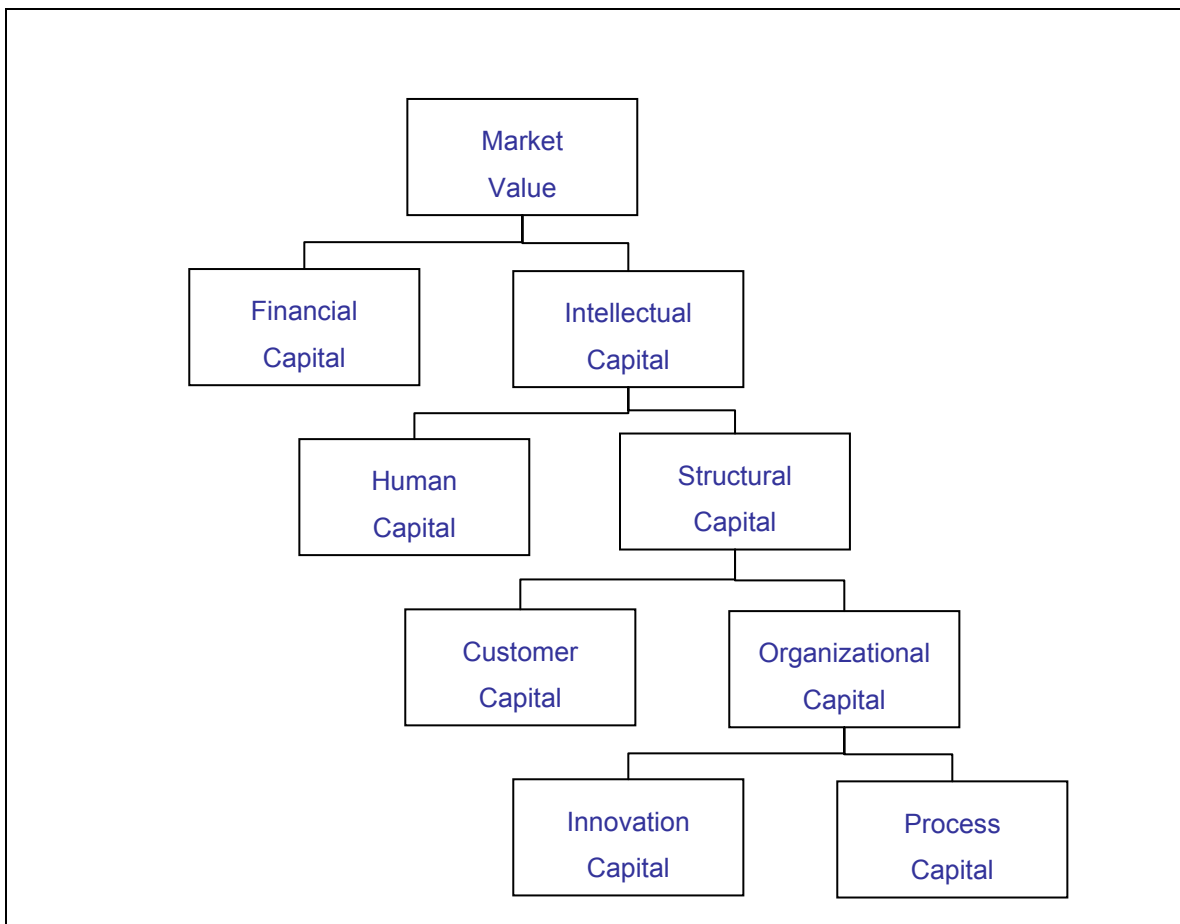 Market
Value
Financial
Capital
Intellectual
Capital
Human
Capital
Structural
Capital
Customer
Capital
Organizational
Capital
Innovation
Capital
Process
Capital